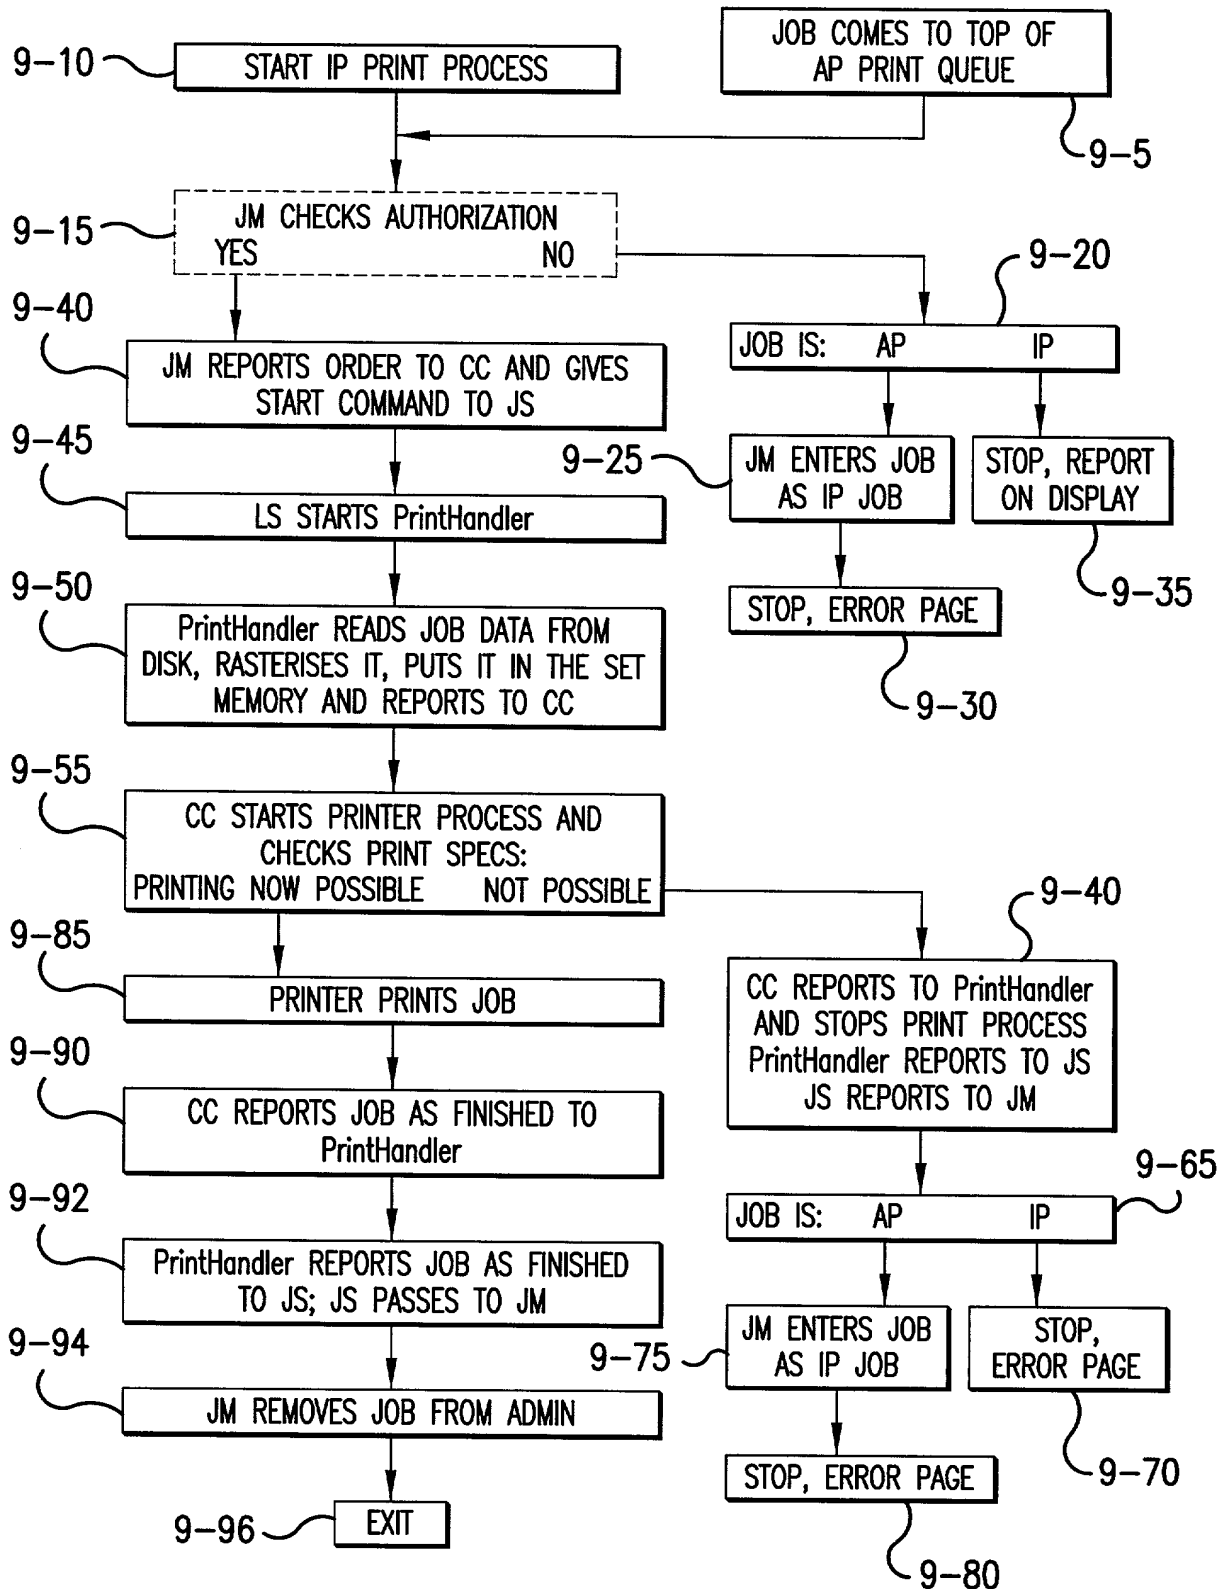 9-10
START IP PRINT PROCESS
JOB COMES TO TOP OF
AP PRINT QUEUE
9-5
9-15
JM CHECKS AUTHORIZATION
YES NO
9-20
JOB IS: AP IP
9-40
JM REPORTS ORDER TO CC AND GIVES
START COMMAND TO JS
9-25
JM ENTERS JOB
AS IP JOB
STOP, REPORT
ON DISPLAY
9-35
9-45
LS STARTS PrintHandler
STOP, ERROR PAGE
9-30
9-50
PrintHandler READS JOB DATA FROM
DISK, RASTERISES IT, PUTS IT IN THE SET
MEMORY AND REPORTS TO CC
9-55
CC STARTS PRINTER PROCESS AND
CHECKS PRINT SPECS:
PRINTING NOW POSSIBLE NOT POSSIBLE
9-40
CC REPORTS TO PrintHandler
AND STOPS PRINT PROCESS
PrintHandler REPORTS TO JS
JS REPORTS TO JM
9-85
PRINTER PRINTS JOB
9-90
CC REPORTS JOB AS FINISHED TO
PrintHandler
9-65
JOB IS: AP IP
9-92
PrintHandler REPORTS JOB AS FINISHED
TO JS; JS PASSES TO JM
9-75
JM ENTERS JOB
AS IP JOB
STOP,
ERROR PAGE
9-70
9-94
JM REMOVES JOB FROM ADMIN
STOP, ERROR PAGE
9-80
9-96
EXIT